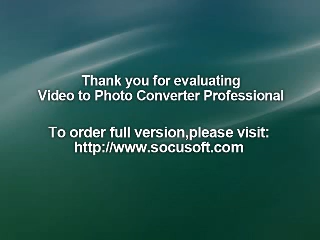 Thank you for evaluating
Video to Photo Converter Professional
To order full version,please visit:
http://www.socusoft.com